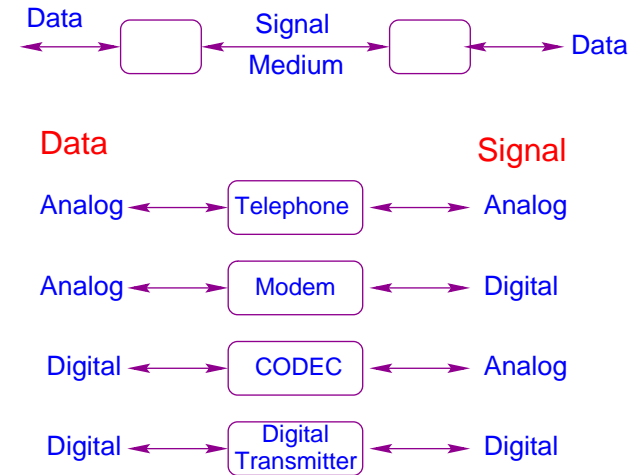 Data
Signal
Medium
Data
Data
Signal
Analog Telephone Analog
Analog Modem Digital
Digital CODEC Analog
Digital Digital Transmitter Digital